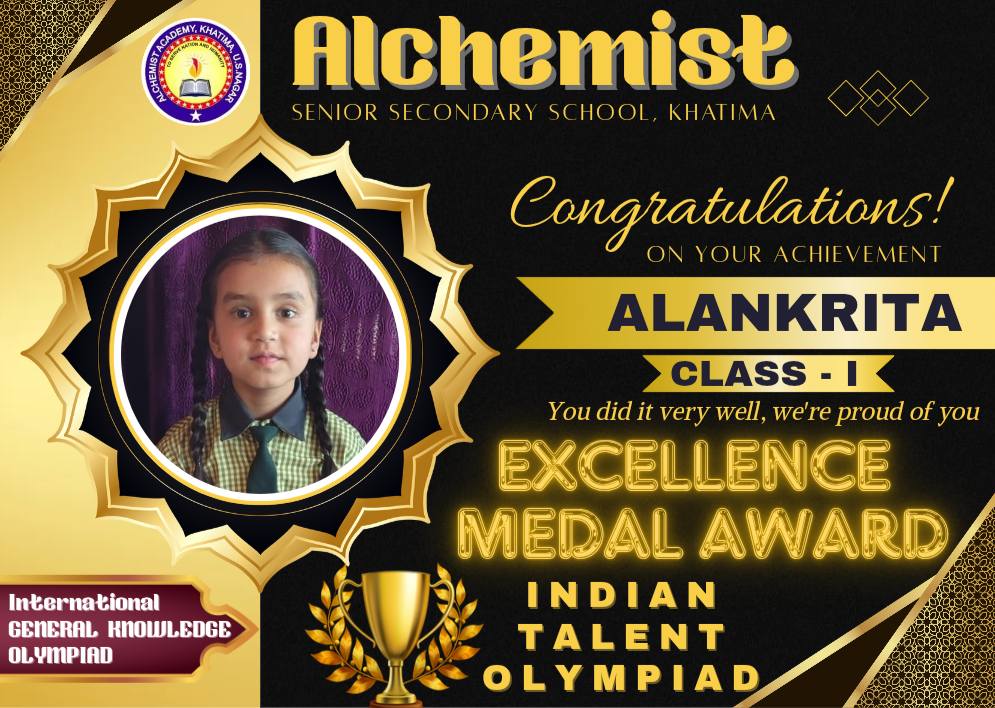 ALCHEMIST ACADEMY, KHATIMA, U.S.NAGAR
Alchemist
SENIOR SECONDARY SCHOOL, KHATIMA
Congratulations!
ON YOUR ACHIEVEMENT
ALANKRITA
CLASS - I
You did it very well, we're proud of you
EXCELLENCE
MEDAL AWARD
INDIAN
TALENT
OLYMPIAD
International
GENERAL KNOWLEDGE
OLYMPIAD